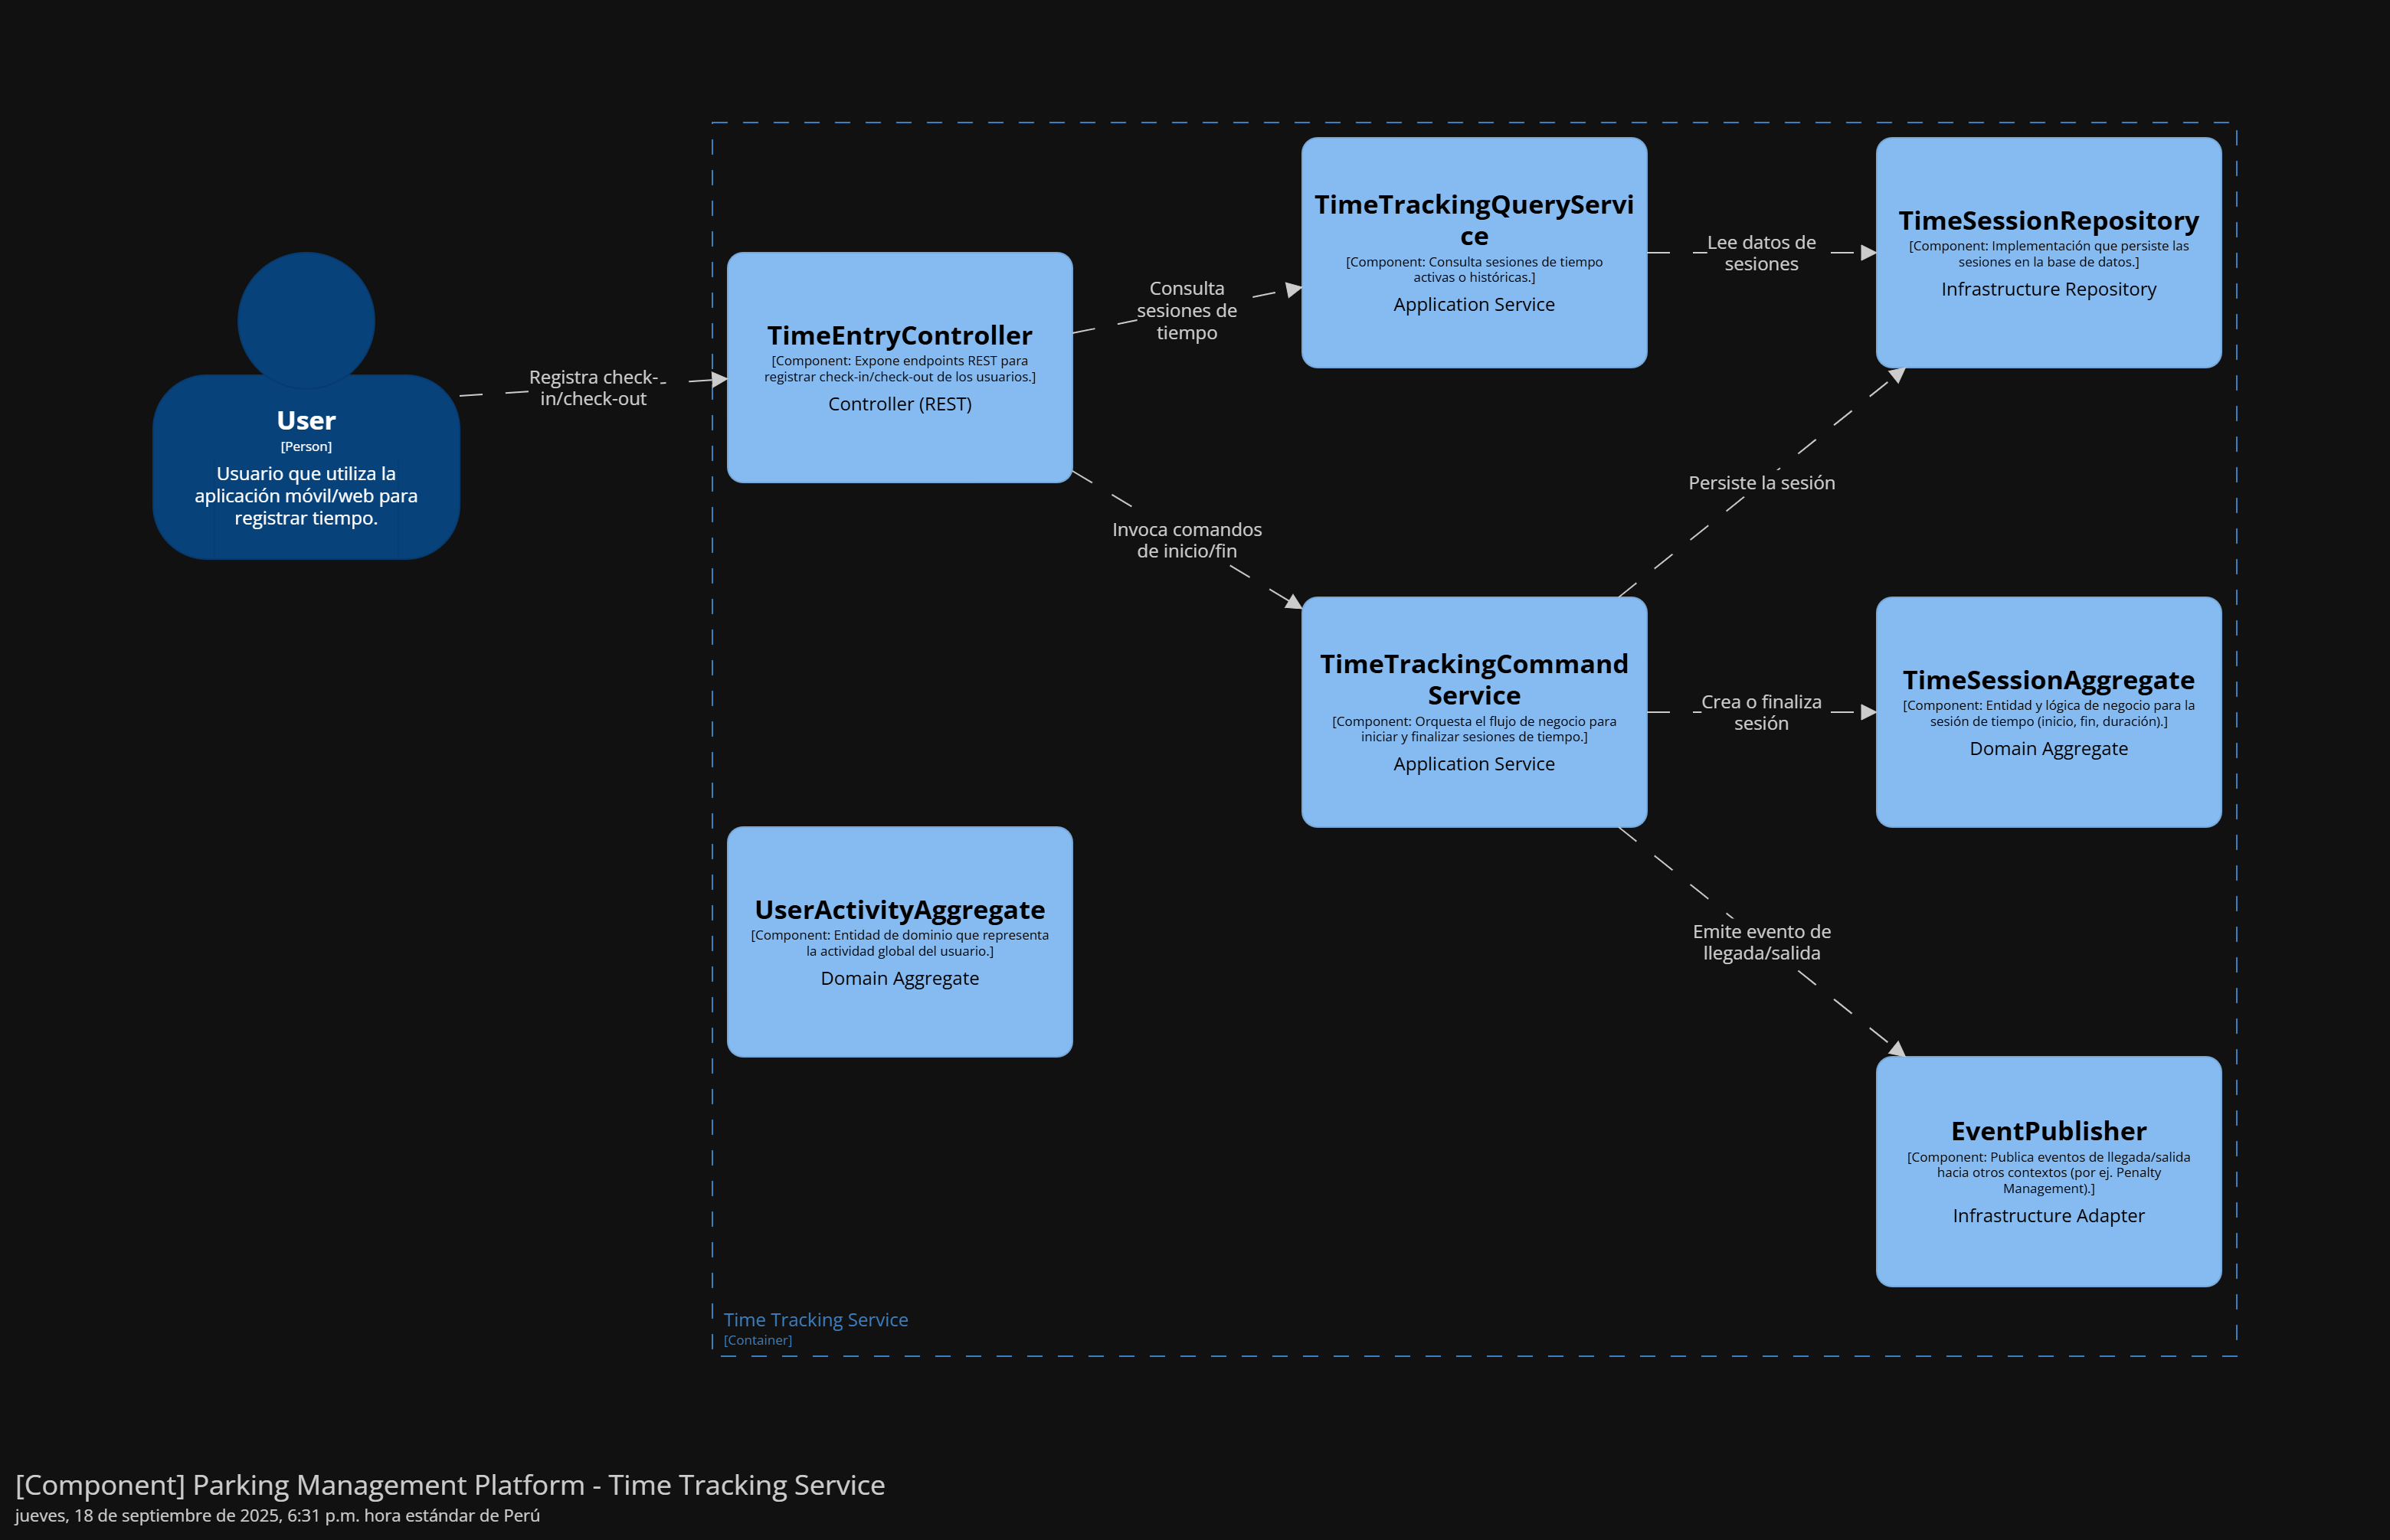 User
[Person]
Usuario que utiliza la
aplicación móvil/web para
registrar tiempo.
Registra check-
in/check-out
TimeEntryController
[Component: Expone endpoints REST para
registrar check-in/check-out de los usuarios.]
Controller (REST)
Consulta
sesiones de
tiempo
Invoca comandos
de inicio/fin
TimeTrackingQueryServi
ce
[Component: Consulta sesiones de tiempo
activas o históricas.]
Application Service
Lee datos de
sesiones
TimeSessionRepository
[Component: Implementación que persiste las
sesiones en la base de datos.]
Infrastructure Repository
Persiste la sesión
TimeTrackingCommand
Service
[Component: Orquesta el flujo de negocio para
iniciar y finalizar sesiones de tiempo.]
Application Service
Crea o finaliza
sesión
TimeSessionAggregate
[Component: Entidad y lógica de negocio para la
sesión de tiempo (inicio, fin, duración).]
Domain Aggregate
UserActivityAggregate
[Component: Entidad de dominio que representa
la actividad global del usuario.]
Domain Aggregate
Emite evento de
llegada/salida
EventPublisher
[Component: Publica eventos de llegada/salida
hacia otros contextos (por ej. Penalty
Management).]
Infrastructure Adapter
Time Tracking Service
[Container]
[Component] Parking Management Platform - Time Tracking Service
jueves, 18 de septiembre de 2025, 6:31 p.m. hora estándar de Perú